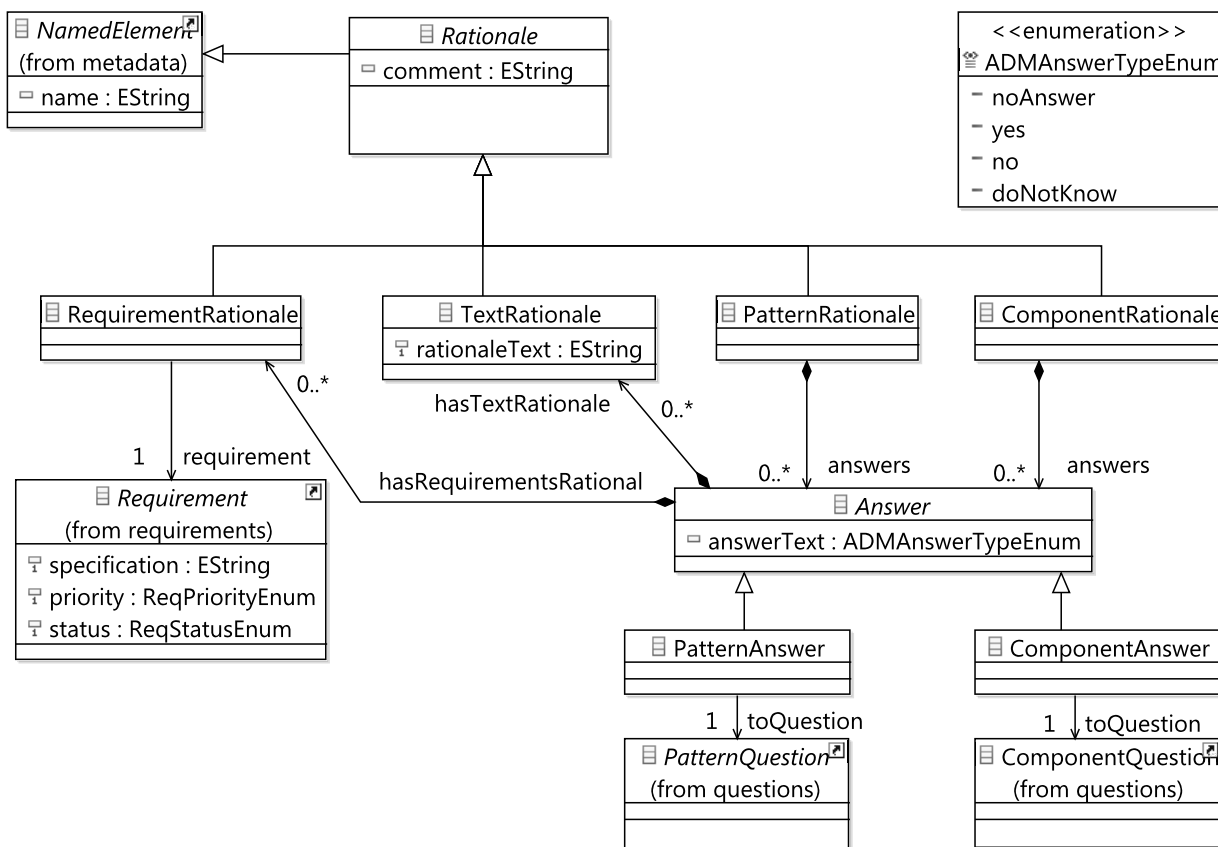 NamedElement
(from metadata)
name : EString
Rationale
comment : EString
<<enumeration>>
ADMAnswerTypeEnum
noAnswer
yes
no
doNotKnow
RequirementRationale
TextRationale
rationaleText : EString
PatternRationale
ComponentRationale
0..*
hasTextRationale
0..*
1
requirement
hasRequirementsRational
0..*
answers
0..*
answers
Requirement
(from requirements)
specification : EString
priority : ReqPriorityEnum
status : ReqStatusEnum
Answer
answerText : ADMAnswerTypeEnum
PatternAnswer
ComponentAnswer
1
toQuestion
1
toQuestion
PatternQuestion
(from questions)
ComponentQuestion
(from questions)